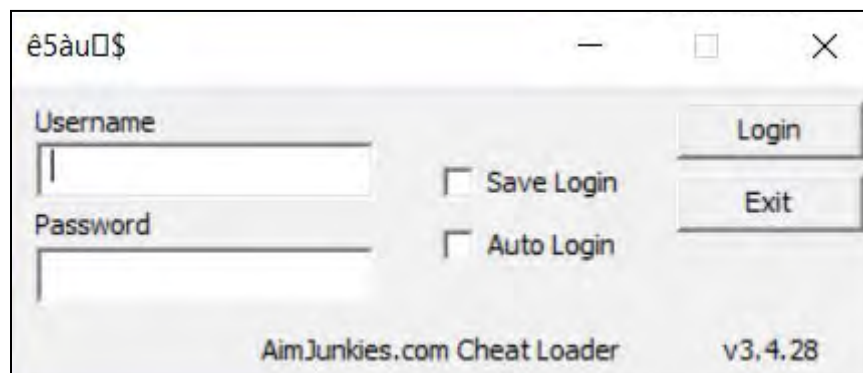 ê5àu□$
Username
Login
Save Login
Exit
Password
Auto Login
AimJunkies.com Cheat Loader v3.4.28